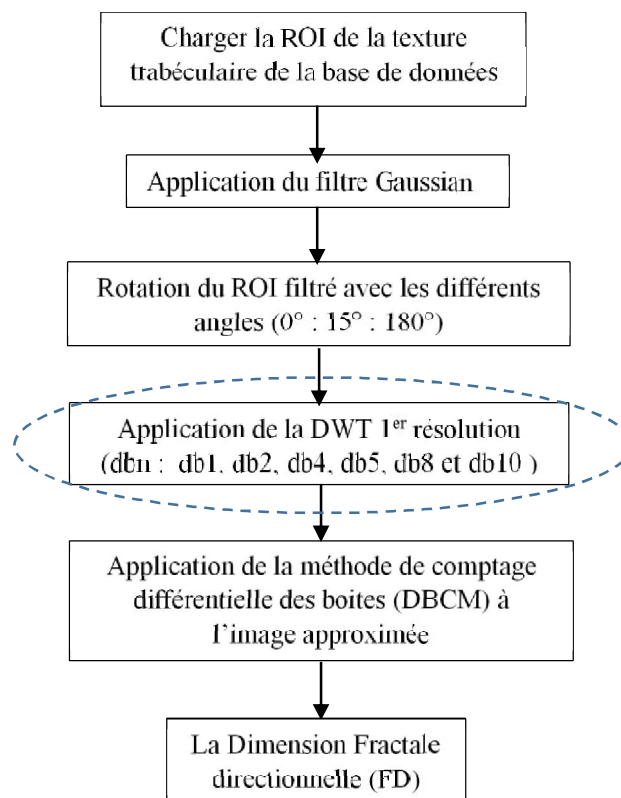 Charger la ROI de la texture
trabéculaire de la base de données
Application du filtre Gaussian
Rotation du ROI filtré avec les différents
angles (0° : 15° : 180°)
Application de la DWT 1er résolution
(dbn : db1, db2, db4, db5, db8 et db10 )
Application de la méthode de comptage
différentielle des boites (DBCM) à
l’image approximée
La Dimension Fractale
directionnelle (FD)